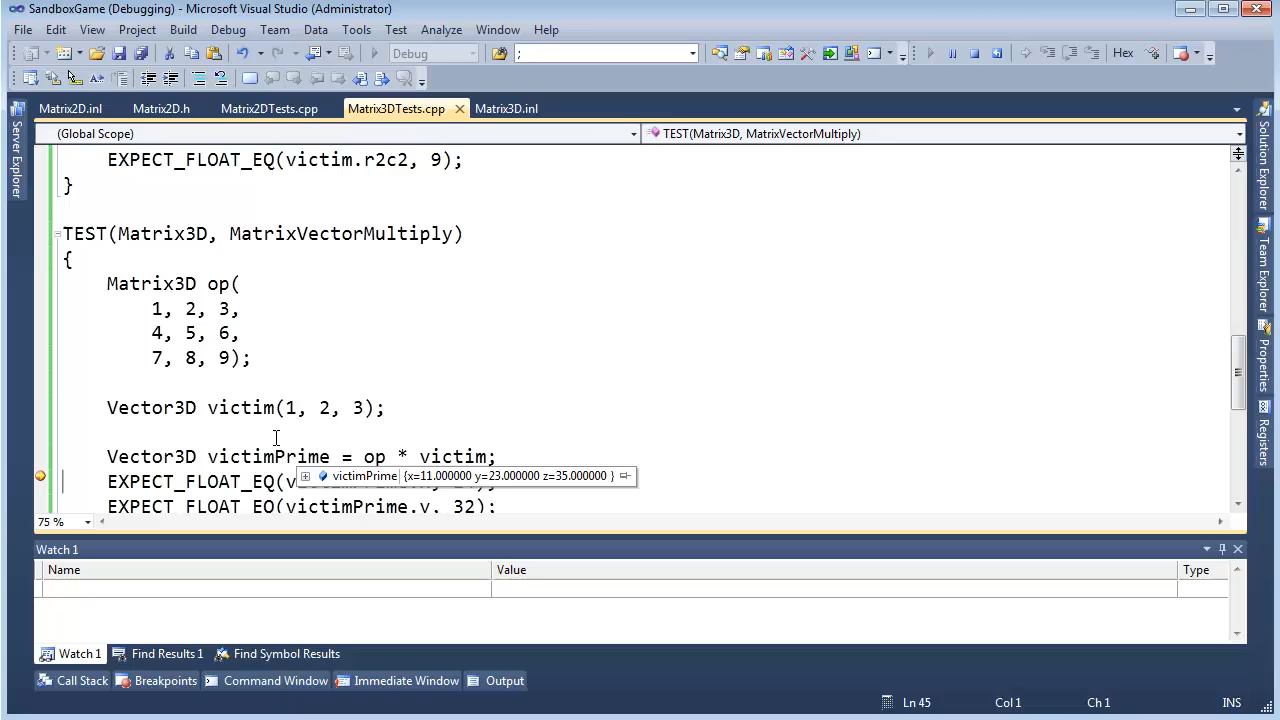 SandboxGame (Debugging) - Microsoft Visual Studio (Administrator)
File Edit View Project Build Debug Team Data Tools Test Analyze Window Help
Debug ; Hex
Matrix2D.inl Matrix2D.h Matrix2DTests.cpp Matrix3DTests.cpp Matrix3D.inl
(Global Scope) TEST(Matrix3D, MatrixVectorMultiply)
EXPECT_FLOAT_EQ(victim.r2c2, 9);
}
TEST(Matrix3D, MatrixVectorMultiply)
{
Matrix3D op(
1, 2, 3,
4, 5, 6,
7, 8, 9);
Vector3D victim(1, 2, 3);
Vector3D victimPrime = op * victim;
victimPrime {x=11.000000 y=23.000000 z=35.000000 }
EXPECT_FLOAT_EQ(
EXPECT_FLOAT_EQ(victimPrime.y, 32);
75 %
Watch 1
Name Value Type
Watch 1 Find Results 1 Find Symbol Results
Call Stack Breakpoints Command Window Immediate Window Output
Ln 45 Col 1 Ch 1 INS
Server Explorer
Solution Explorer
Team Explorer
Properties
Registers